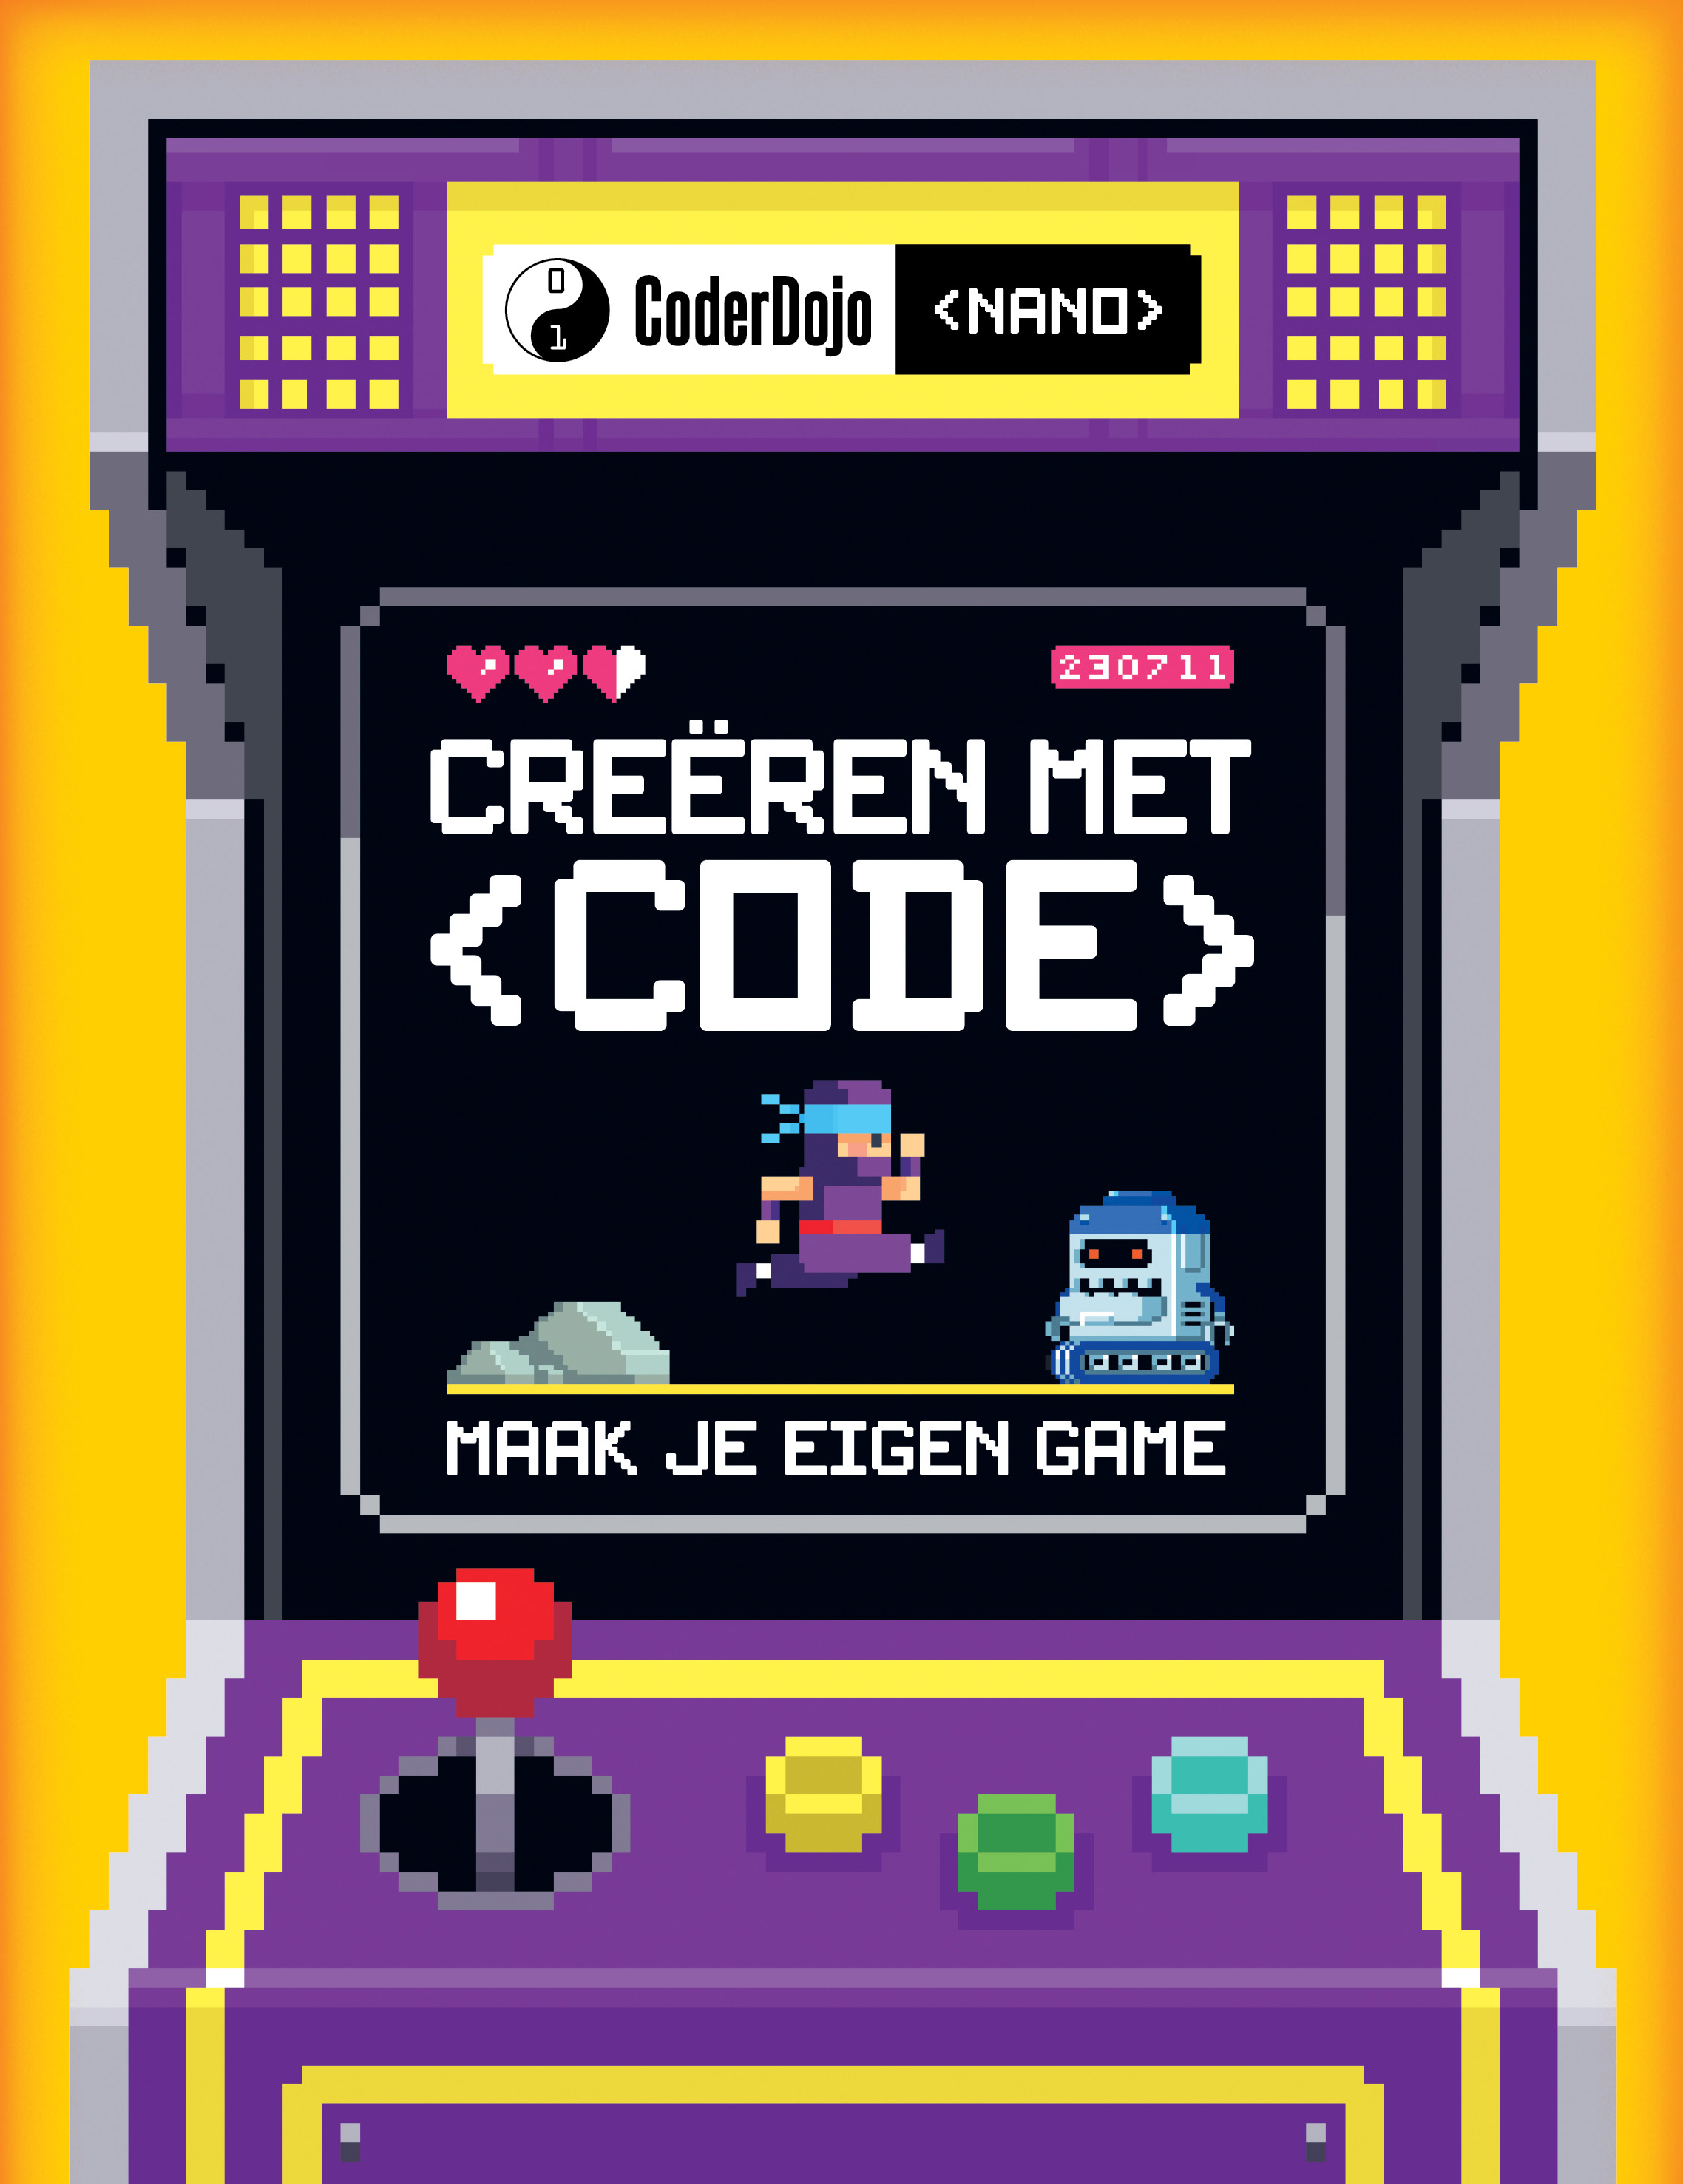 CoderDojo <NANO>
230711
CREËREN MET
<CODE>
MAAK JE EIGEN GAME